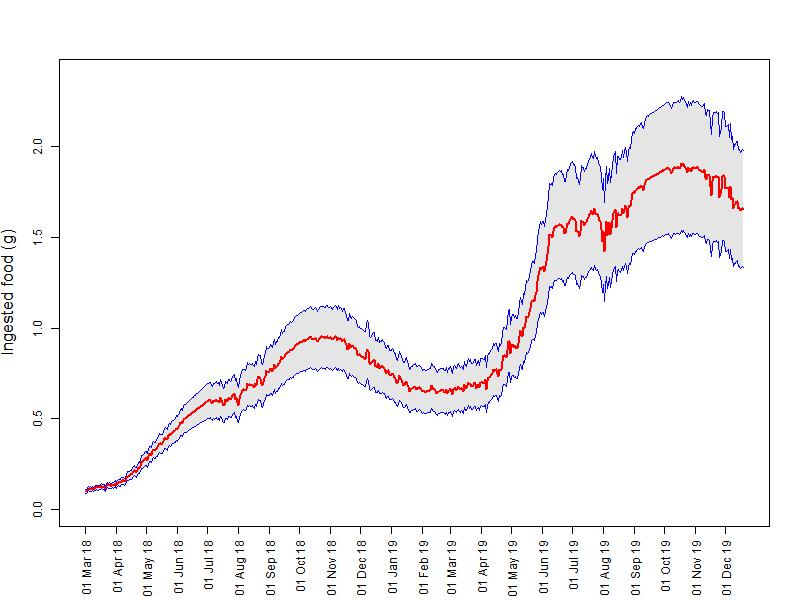 Ingested food (g)
2.0
1.5
1.0
0.5
0.0
01 Mar 18
01 Apr 18
01 May 18
01 Jun 18
01 Jul 18
01 Aug 18
01 Sep 18
01 Oct 18
01 Nov 18
01 Dec 18
01 Jan 19
01 Feb 19
01 Mar 19
01 Apr 19
01 May 19
01 Jun 19
01 Jul 19
01 Aug 19
01 Sep 19
01 Oct 19
01 Nov 19
01 Dec 19